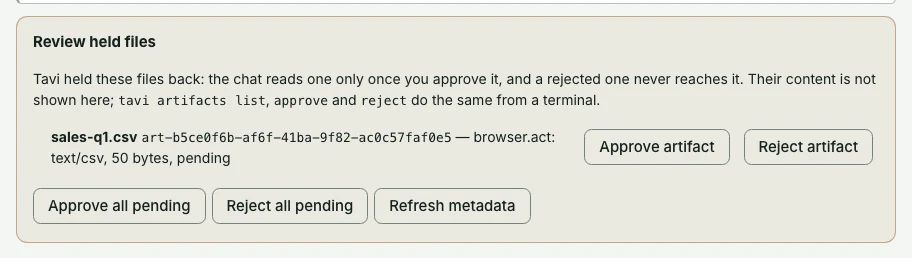 Review held files
Tavi held these files back: the chat reads one only once you approve it, and a rejected one never reaches it. Their content is not
shown here; tavi artifacts list, approve and reject do the same from a terminal.
sales-q1.csv art-b5ce0f6b-af6f-41ba-9f82-ac0c57faf0e5 — browser.act:
text/csv, 50 bytes, pending
Approve artifact
Reject artifact
Approve all pending
Reject all pending
Refresh metadata